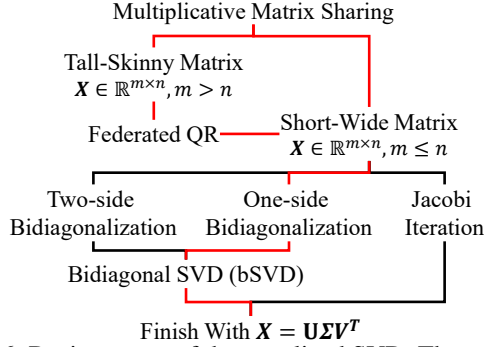 Multiplicative Matrix Sharing
Tall-Skinny Matrix
X ∈ ℝ^{m×n}, m > n
Federated QR
Short-Wide Matrix
X ∈ ℝ^{m×n}, m ≤ n
Two-side
Bidiagonalization
One-side
Bidiagonalization
Jacobi
Iteration
Bidiagonal SVD (bSVD)
Finish With X = UΣV^T